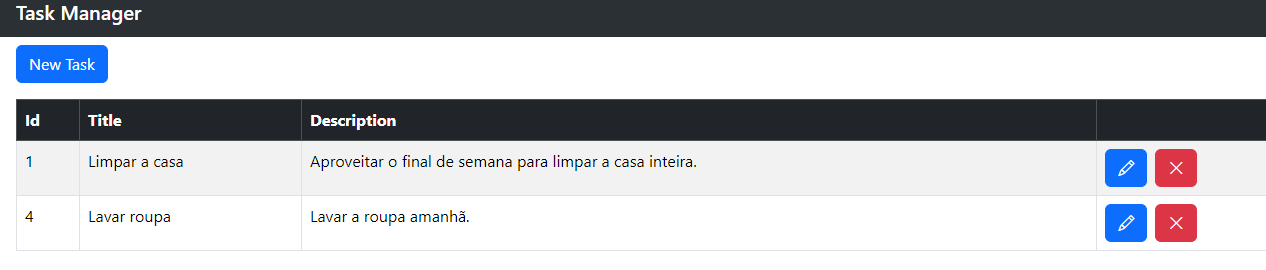 Task Manager
New Task
Id Title Description
1 Limpar a casa Aproveitar o final de semana para limpar a casa inteira.
4 Lavar roupa Lavar a roupa amanhã.